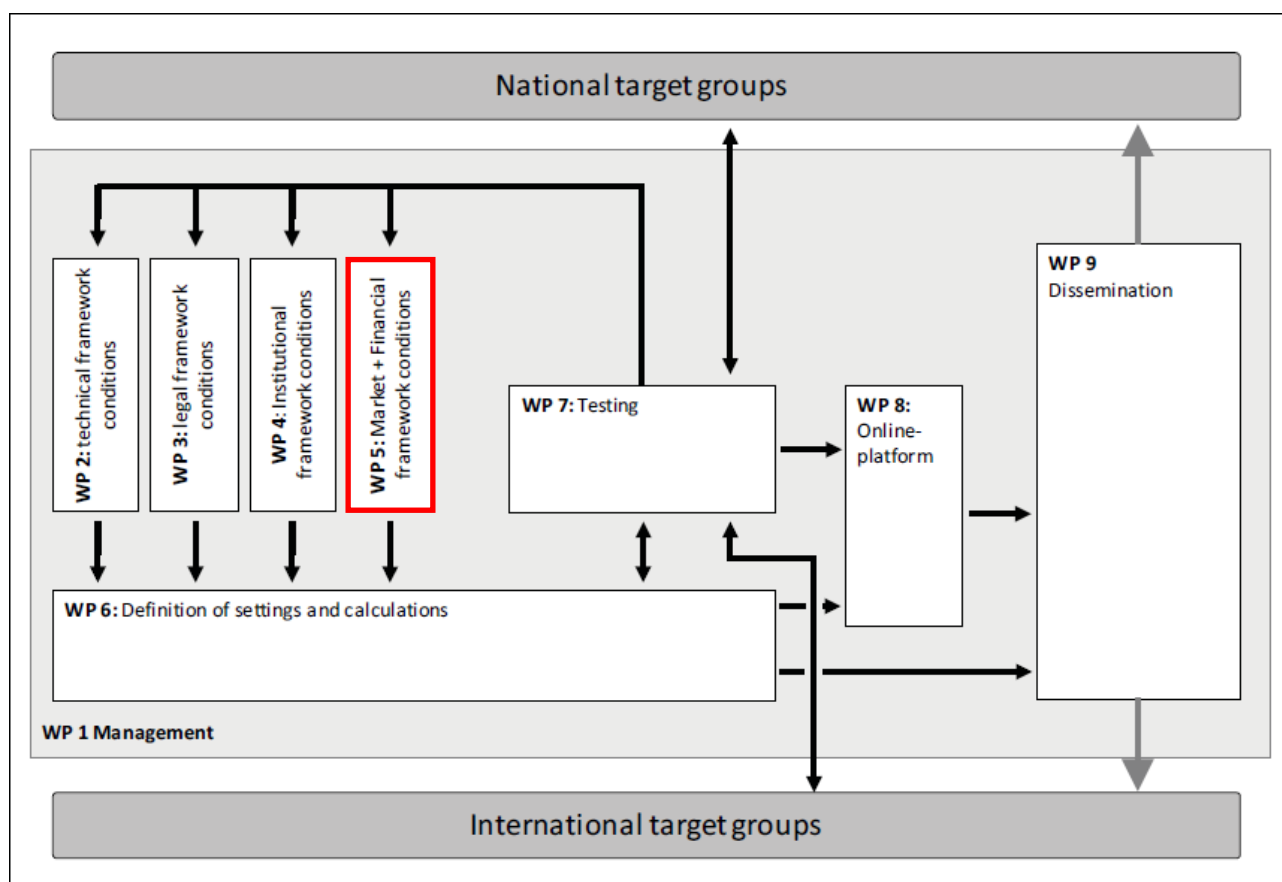 National target groups
WP 2: technical framework
conditions
WP 3: legal framework
conditions
WP 4: Institutional
framework conditions
WP 5: Market + Financial
framework conditions
WP 7: Testing
WP 8:
Online-
platform
WP 9
Dissemination
WP 6: Definition of settings and calculations
WP 1 Management
International target groups